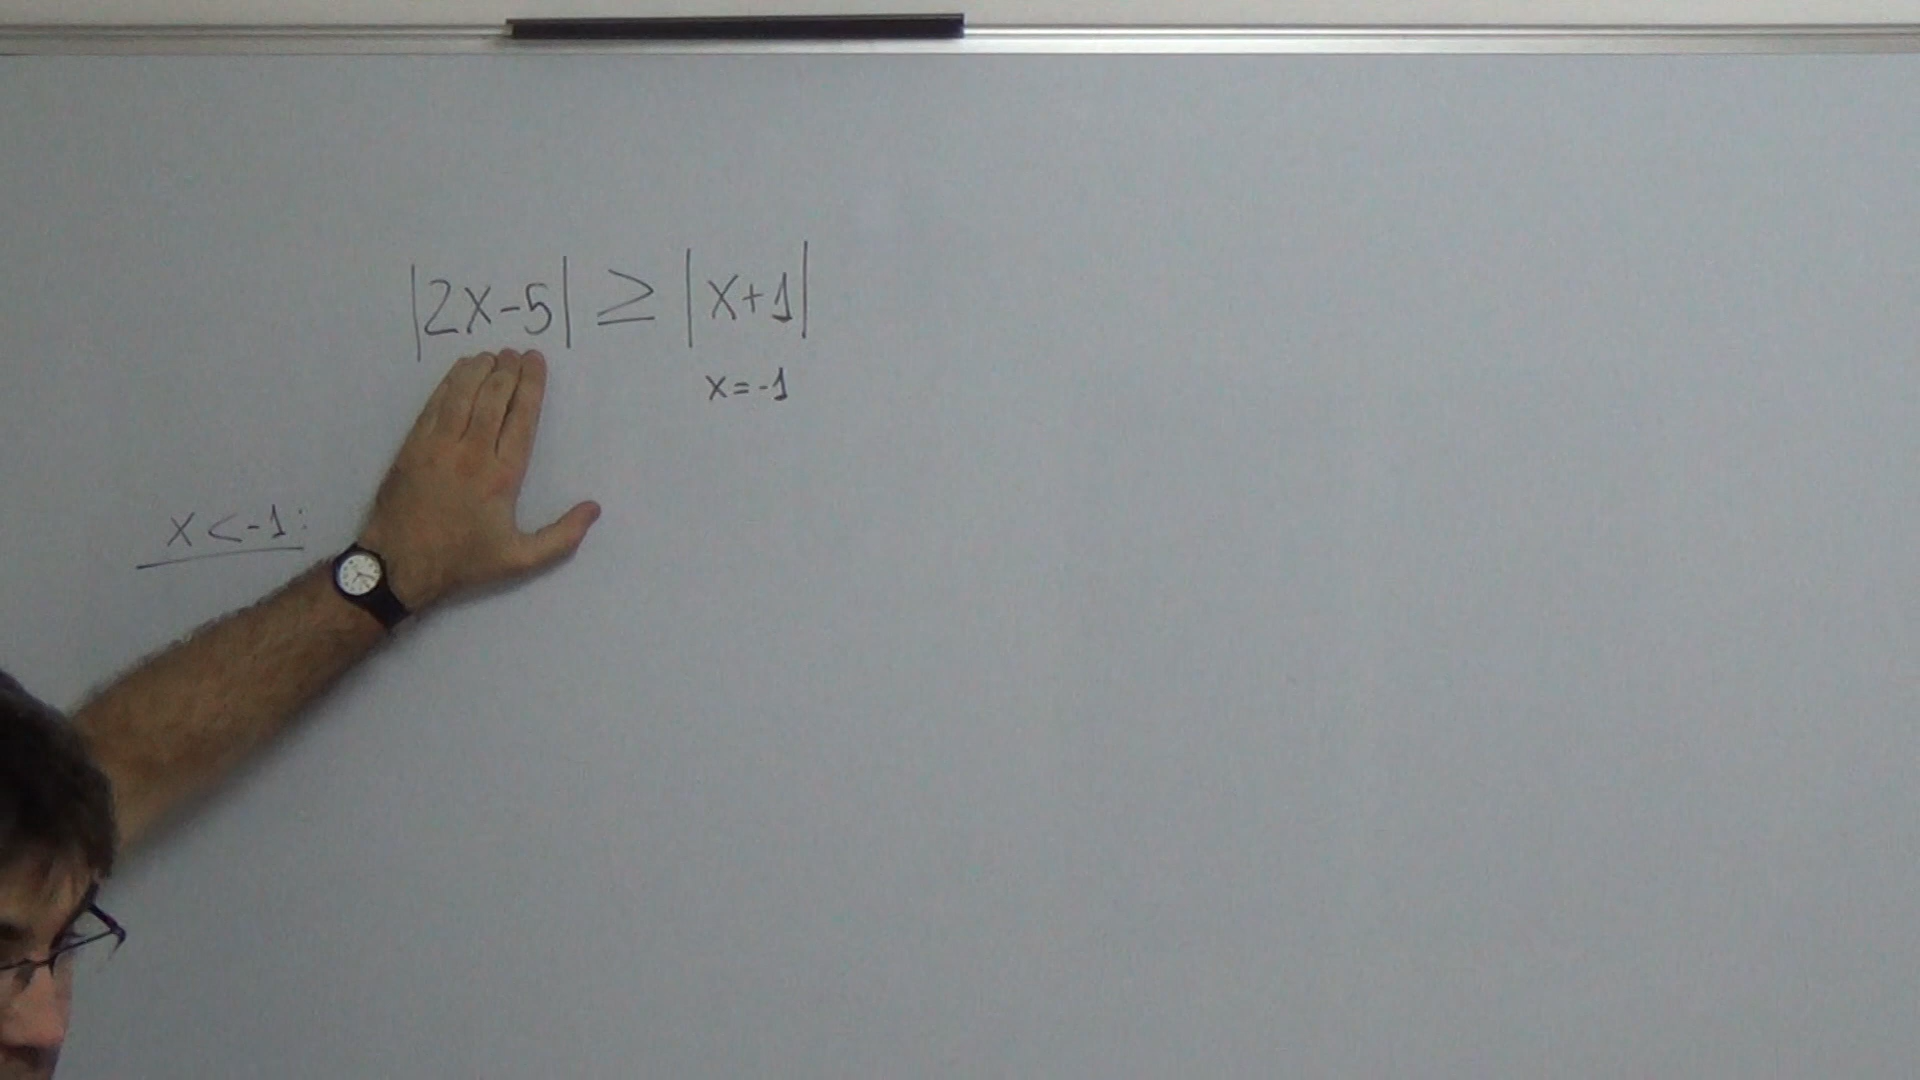 |2x-5| ≥ |x+1|
x=-1
x<-1: